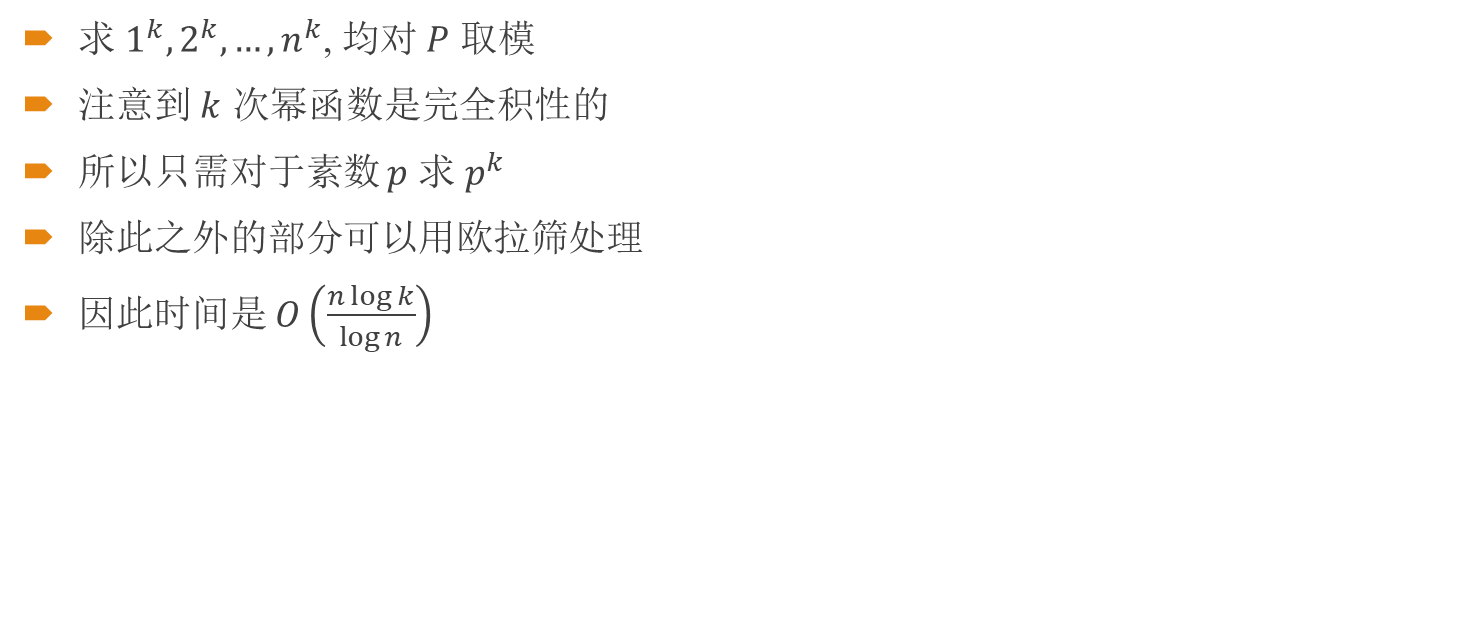 求 1^k, 2^k, …, n^k, 均对 P 取模
注意到 k 次幂函数是完全积性的
所以只需对于素数 p 求 p^k
除此之外的部分可以用欧拉筛处理
因此时间是 O(\frac{n log k}{log n})